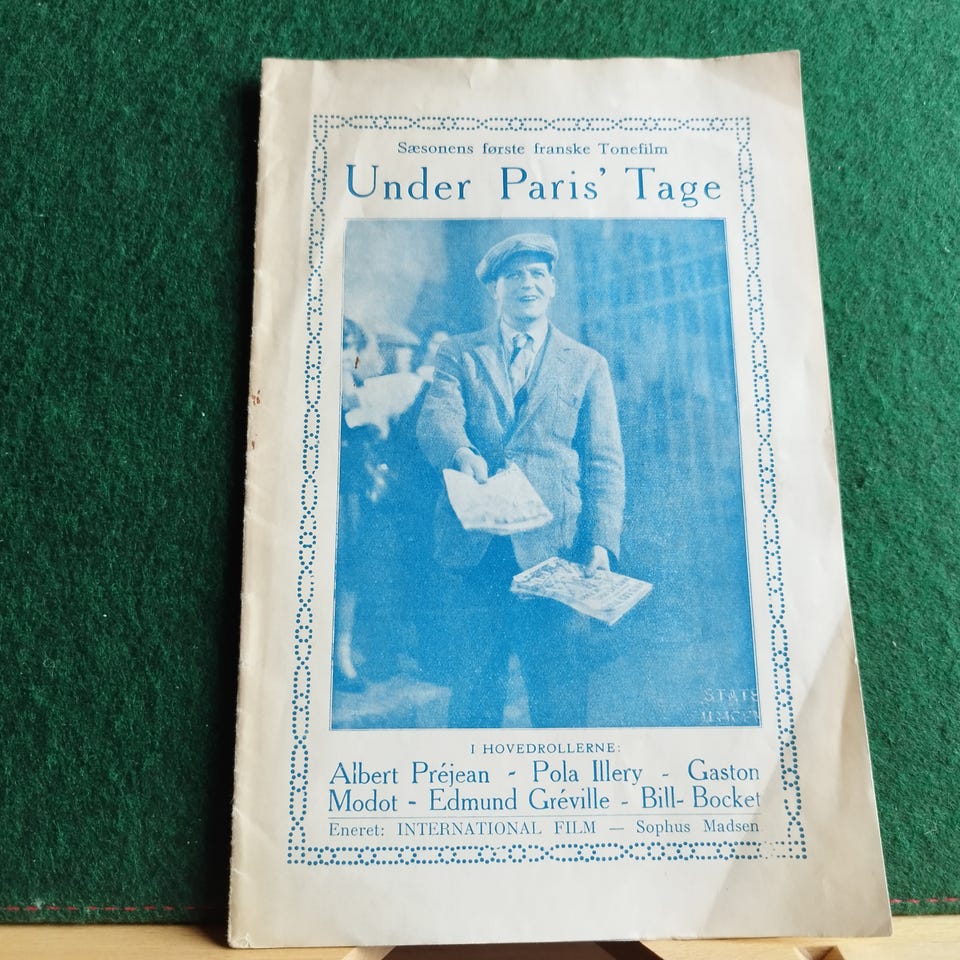 Sæsonens første franske Tonefilm
Under Paris' Tage
I HOVEDROLLERNE:
Albert Préjean - Pola Illery - Gaston
Modot - Edmund Gréville - Bill-Bocket
Eneret: INTERNATIONAL FILM — Sophus Madsen